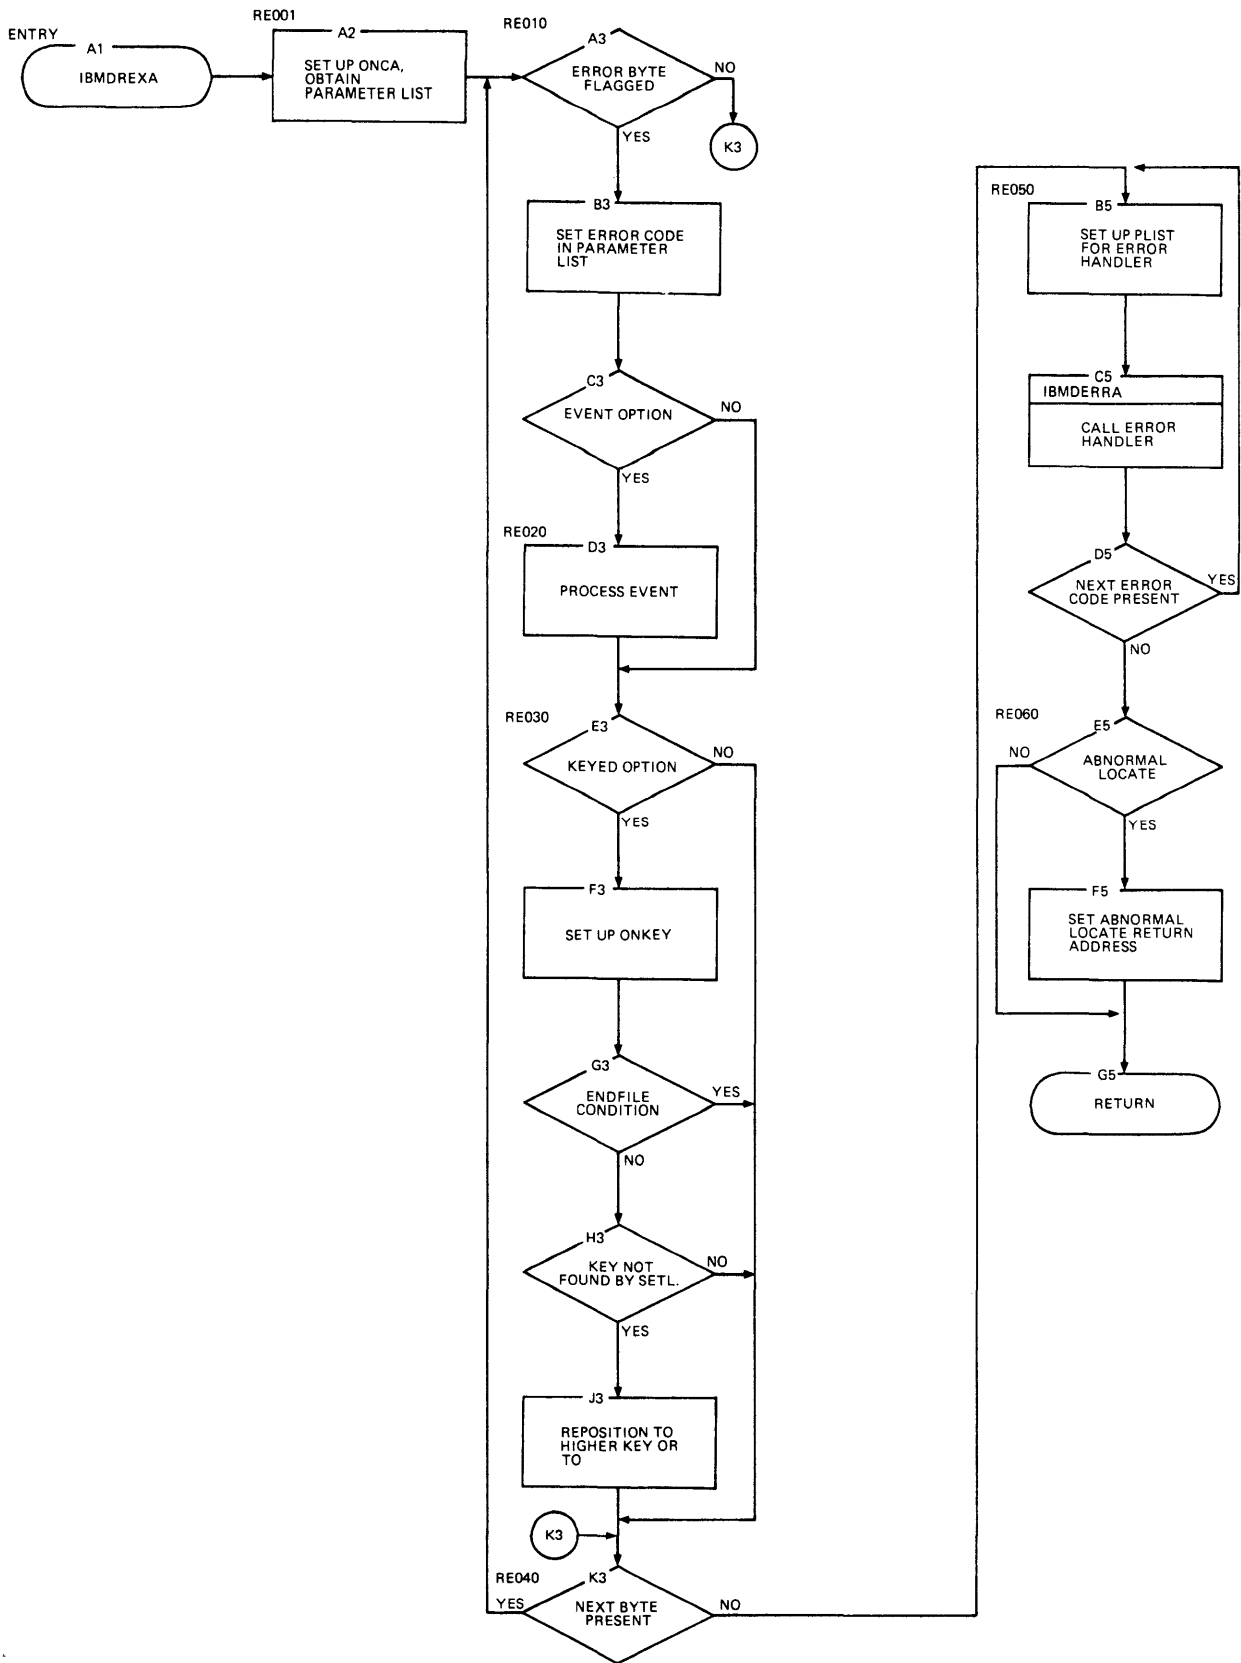 ENTRY
A1
IBMDREXA
RE001
A2
SET UP ONCA,
OBTAIN
PARAMETER LIST
RE010
A3
ERROR BYTE
FLAGGED
NO
K3
YES
B3
SET ERROR CODE
IN PARAMETER
LIST
C3
EVENT OPTION
NO
YES
RE020
D3
PROCESS EVENT
RE030
E3
KEYED OPTION
NO
YES
F3
SET UP ONKEY
G3
ENDFILE
CONDITION
YES
NO
H3
KEY NOT
FOUND BY SETL.
NO
YES
J3
REPOSITION TO
HIGHER KEY OR
TO
K3
RE040
K3
NEXT BYTE
PRESENT
YES
NO
RE050
B5
SET UP PLIST
FOR ERROR
HANDLER
C5
IBMDERRA
CALL ERROR
HANDLER
D5
NEXT ERROR
CODE PRESENT
YES
NO
RE060
E5
ABNORMAL
LOCATE
NO
YES
F5
SET ABNORMAL
LOCATE RETURN
ADDRESS
G5
RETURN